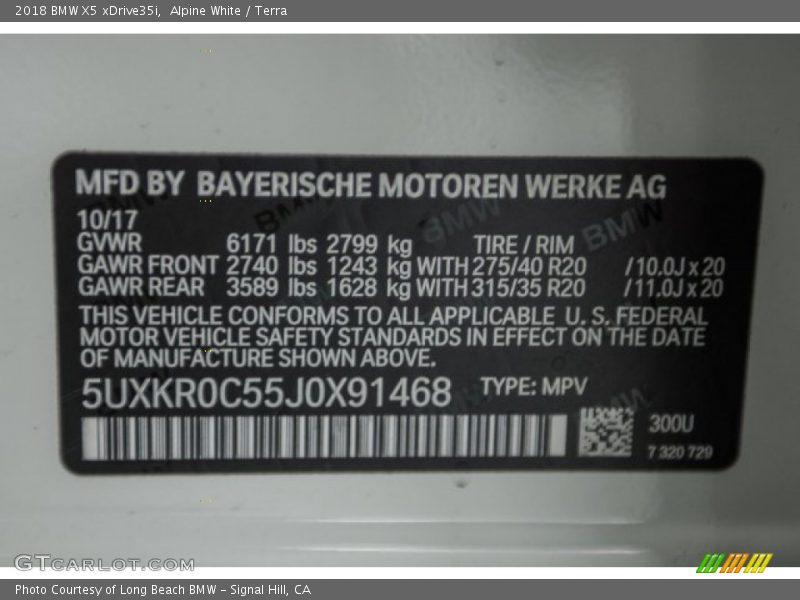 2018 BMW X5 xDrive35i, Alpine White / Terra
MFD BY BAYERISCHE MOTOREN WERKE AG
10/17
GVWR 6171 lbs 2799 kg TIRE / RIM
GAWR FRONT 2740 lbs 1243 kg WITH 275/40 R20 / 10.0J x 20
GAWR REAR 3589 lbs 1628 kg WITH 315/35 R20 / 11.0J x 20
THIS VEHICLE CONFORMS TO ALL APPLICABLE U. S. FEDERAL
MOTOR VEHICLE SAFETY STANDARDS IN EFFECT ON THE DATE
OF MANUFACTURE SHOWN ABOVE.
5UXKR0C55J0X91468 TYPE: MPV
300U
7 320 729
GTCarLot.com
Photo Courtesy of Long Beach BMW - Signal Hill, CA